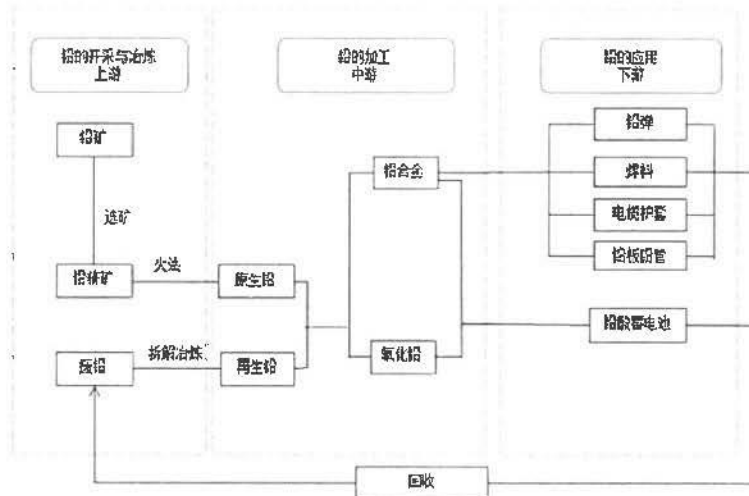 铅的开采与冶炼
上游
铅的加工
中游
铅的应用
下游
铅矿
选矿
铅精矿
火法
原生铅
废铅
拆解冶炼
再生铅
铅合金
氧化铅
铅弹
焊料
电缆护套
铅板铅管
铅酸蓄电池
回收